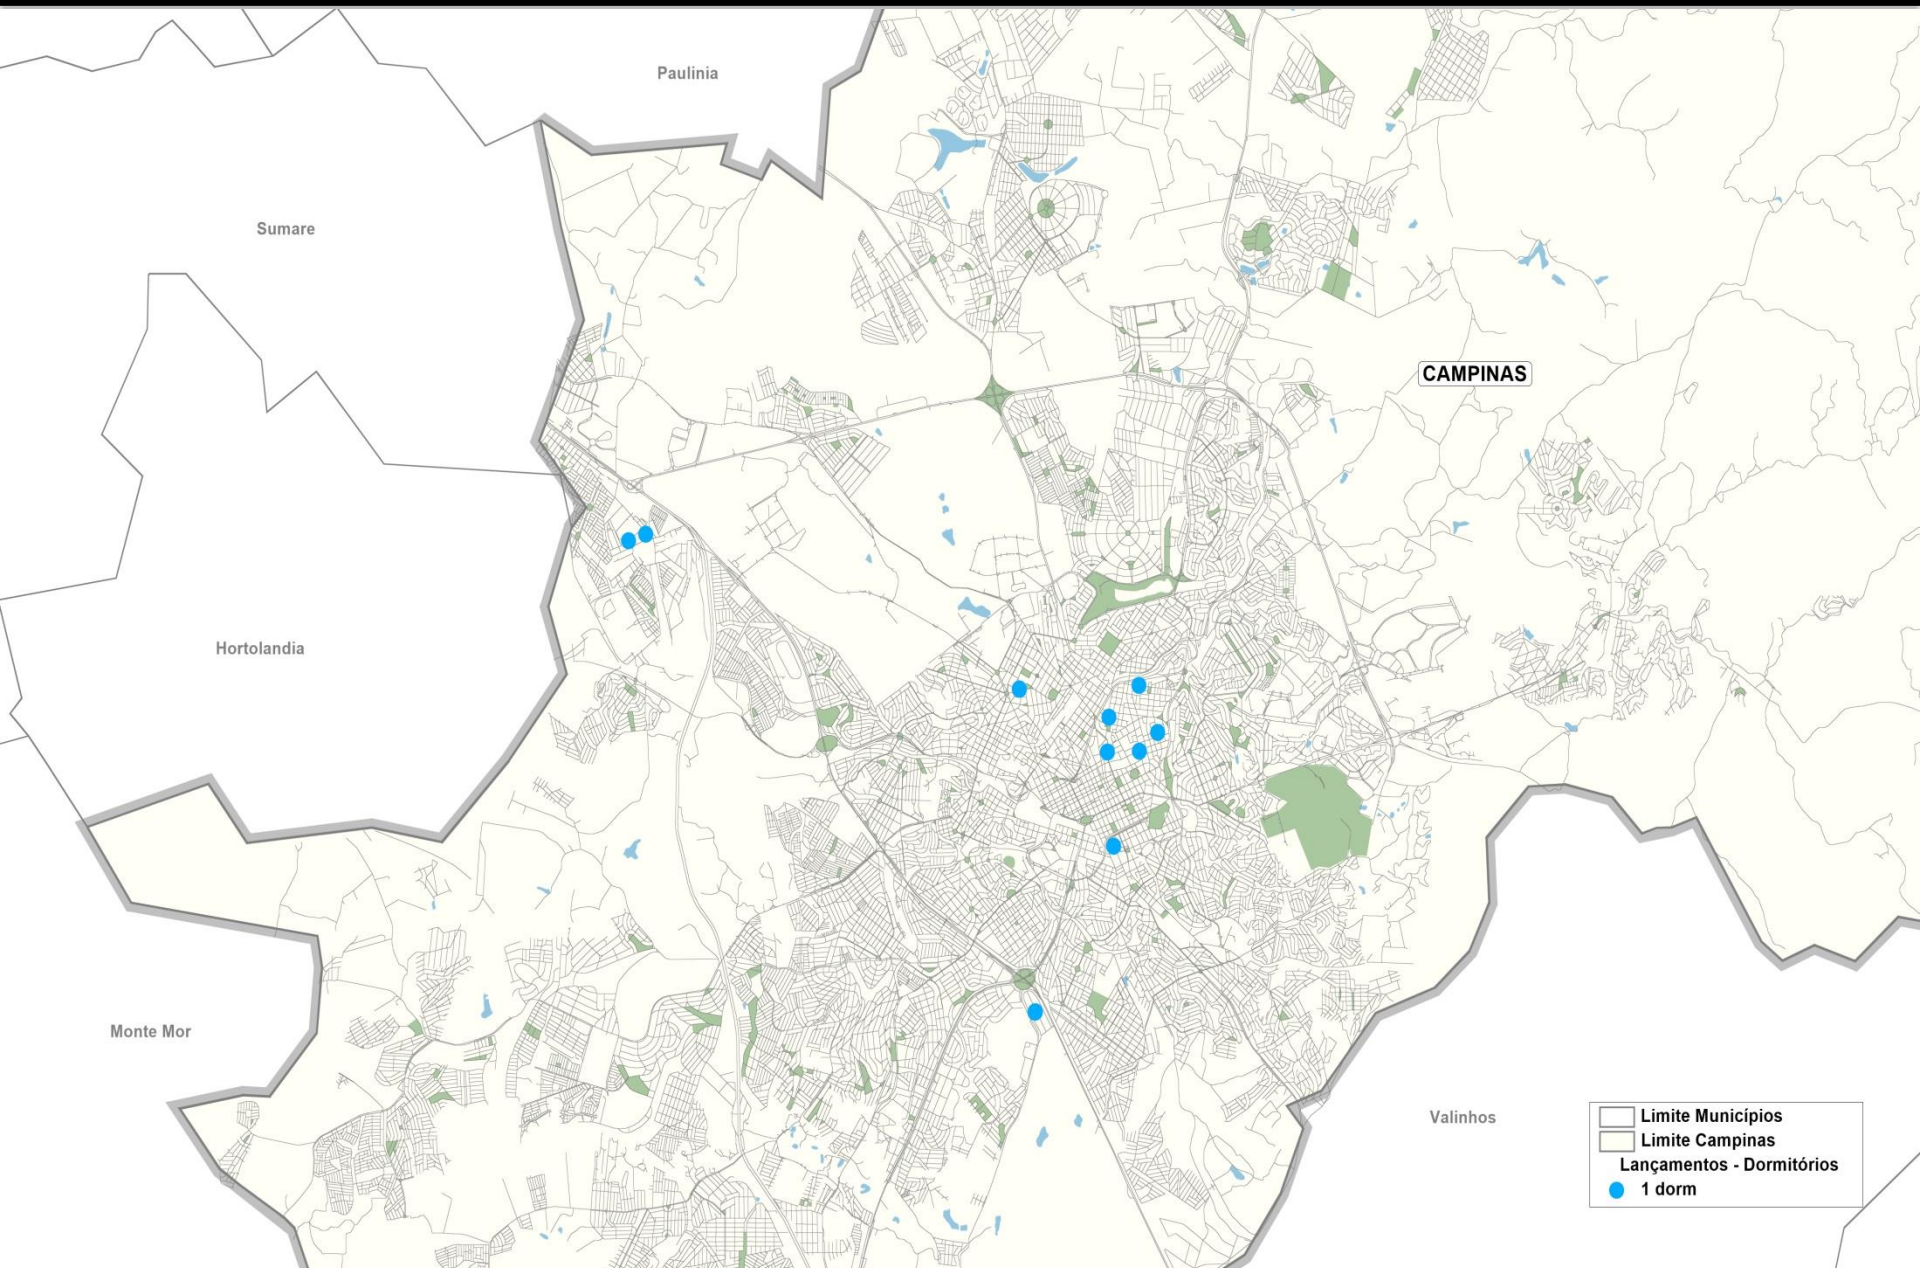 Paulinia
Sumare
CAMPINAS
Hortolandia
Monte Mor
Valinhos
Limite Municípios
Limite Campinas
Lançamentos - Dormitórios
1 dorm